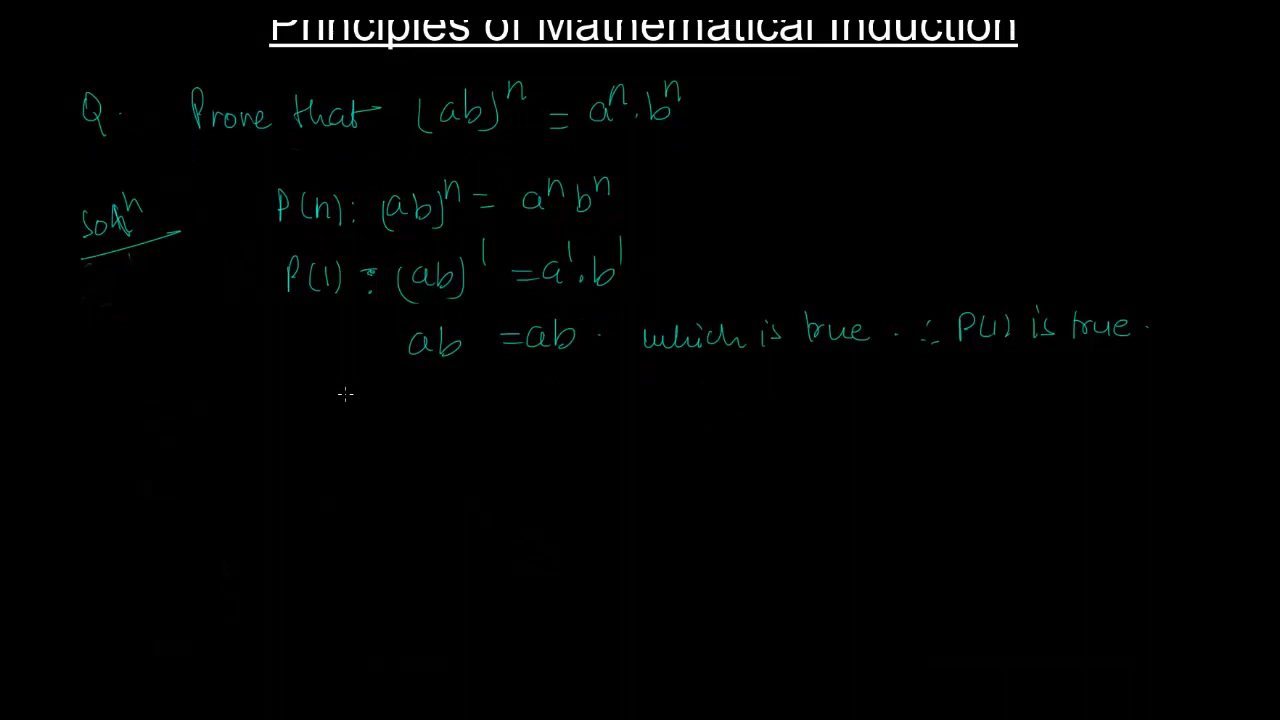 Principles of Mathematical Induction
Q. Prove that (ab)^n = a^n . b^n
Sol^n P(n) : (ab)^n = a^n b^n
P(1) : (ab)^1 = a^1 . b^1
ab = ab . which is true . ∴ P(1) is true .